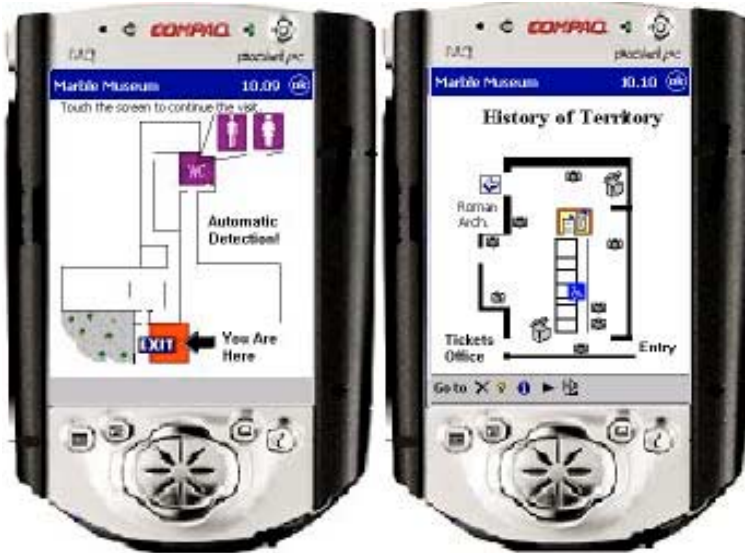 COMPAQ
Marble Museum 10.09 ok
Touch the screen to continue the visit.
WC
Automatic
Detection!
EXIT
You Are
Here
COMPAQ
pocket pc
Marble Museum 10.10 ok
History of Territory
Roman
Arch.
Tickets
Office
Entry
Go to